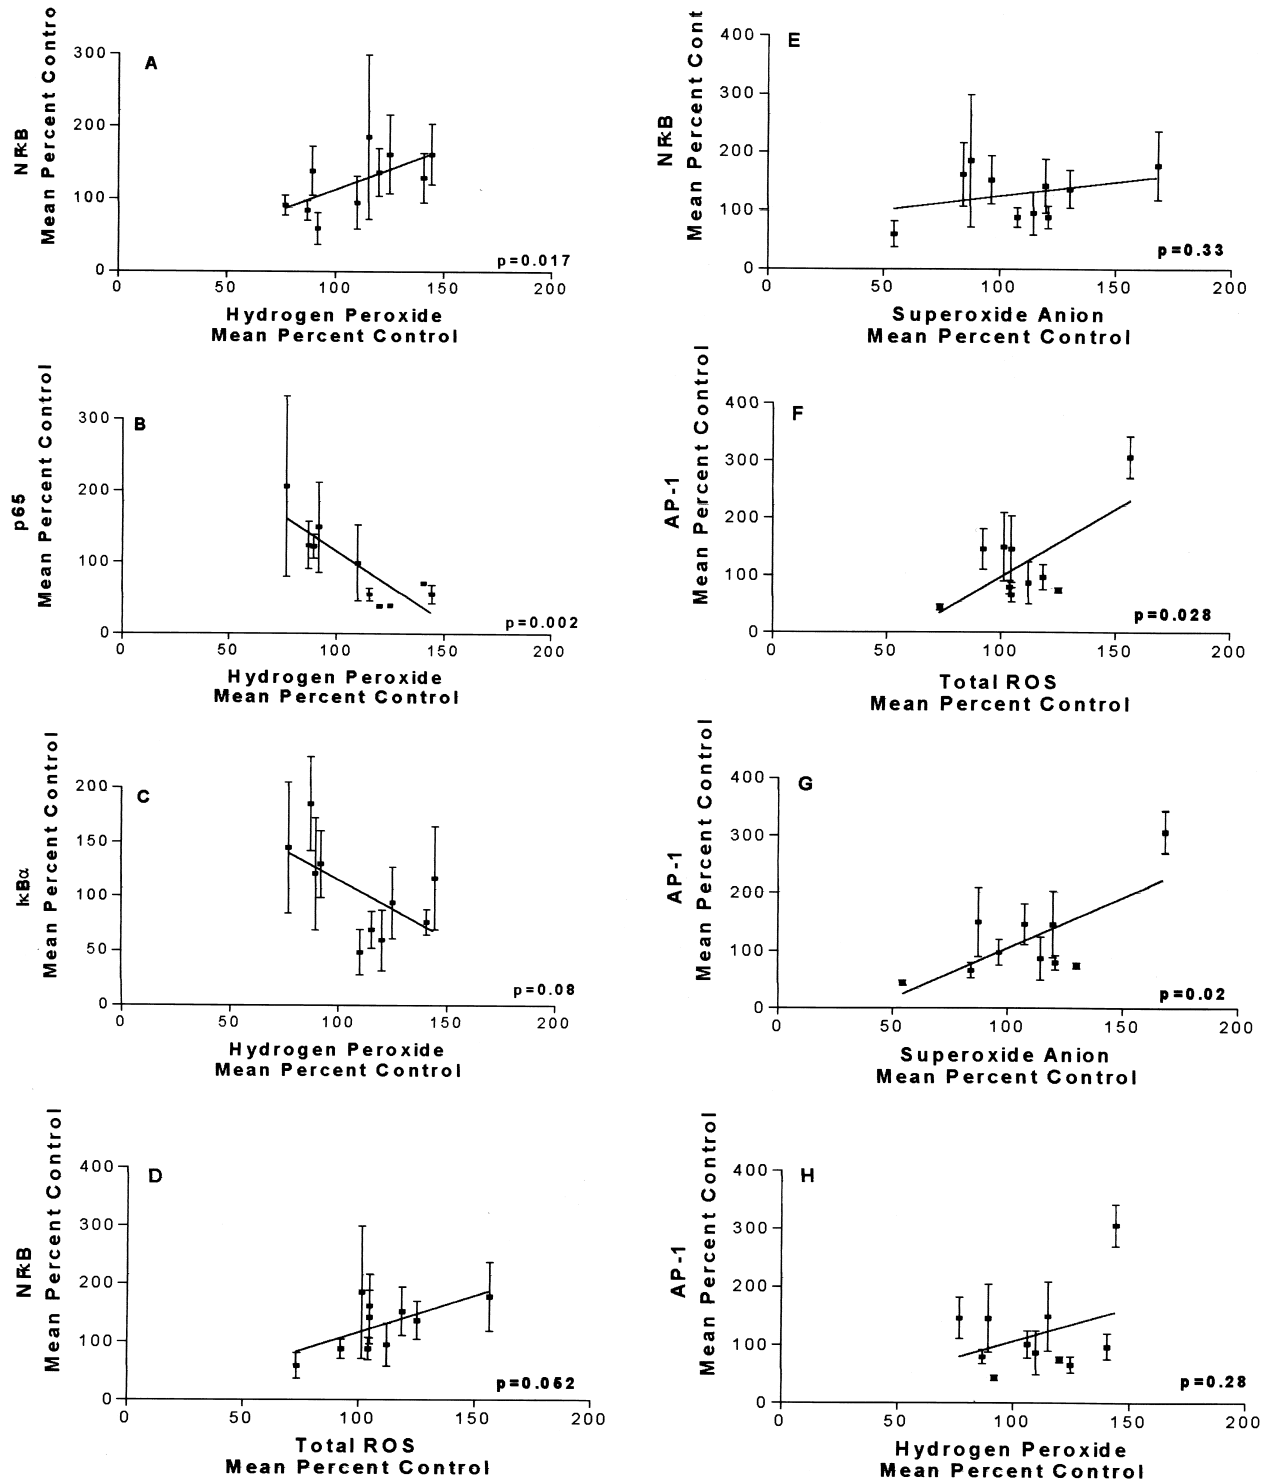 A
NFκB
Mean Percent Contro
300
200
100
0
0 50 100 150 200
p=0.017
Hydrogen Peroxide
Mean Percent Control
E
NFκB
Mean Percent Cont
400
300
200
100
0
0 50 100 150 200
p=0.33
Superoxide Anion
Mean Percent Control
B
p65
Mean Percent Control
300
200
100
0
0 50 100 150 200
p=0.002
Hydrogen Peroxide
Mean Percent Control
F
AP-1
Mean Percent Control
400
300
200
100
0
0 50 100 150 200
p=0.028
Total ROS
Mean Percent Control
C
IκBα
Mean Percent Control
200
150
100
50
0
0 50 100 150 200
p=0.08
Hydrogen Peroxide
Mean Percent Control
G
AP-1
Mean Percent Control
400
300
200
100
0
0 50 100 150 200
p=0.02
Superoxide Anion
Mean Percent Control
D
NFκB
Mean Percent Control
400
300
200
100
0
0 50 100 150 200
p=0.052
Total ROS
Mean Percent Control
H
AP-1
Mean Percent Control
400
300
200
100
0
0 50 100 150 200
p=0.28
Hydrogen Peroxide
Mean Percent Control